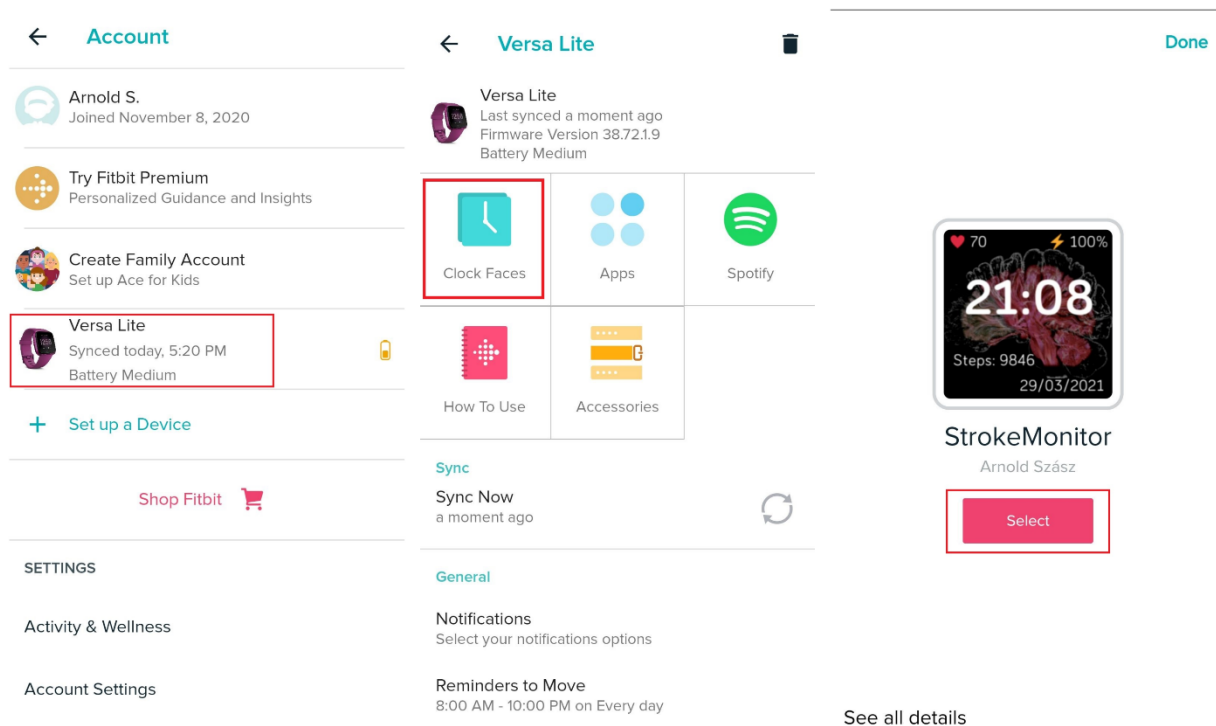 Account
Arnold S.
Joined November 8, 2020
Try Fitbit Premium
Personalized Guidance and Insights
Create Family Account
Set up Ace for Kids
Versa Lite
Synced today, 5:20 PM
Battery Medium
+ Set up a Device
Shop Fitbit
SETTINGS
Activity & Wellness
Account Settings
Versa Lite
Versa Lite
Last synced a moment ago
Firmware Version 38.72.1.9
Battery Medium
Clock Faces
Apps
Spotify
How To Use
Accessories
Sync
Sync Now
a moment ago
General
Notifications
Select your notifications options
Reminders to Move
8:00 AM - 10:00 PM on Every day
Done
70
100%
21:08
Steps: 9846
29/03/2021
StrokeMonitor
Arnold Szász
Select
See all details